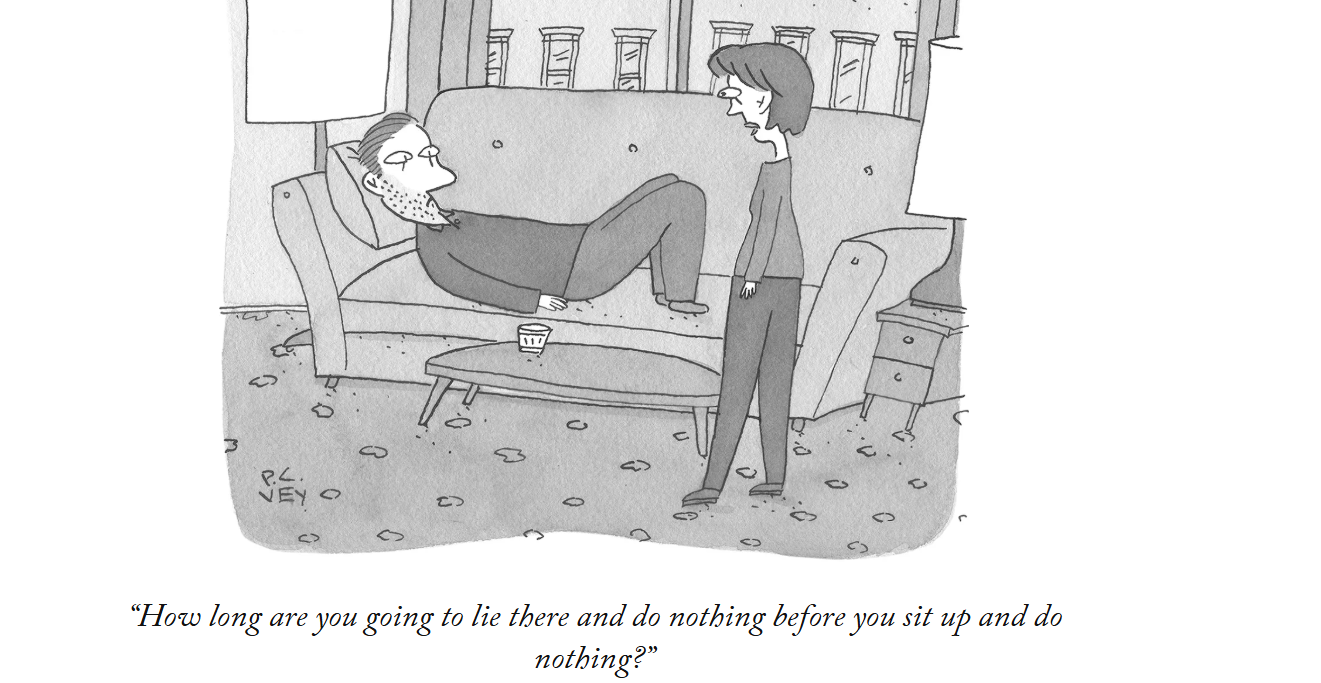 P.C.
VEY
“How long are you going to lie there and do nothing before you sit up and do
nothing?”